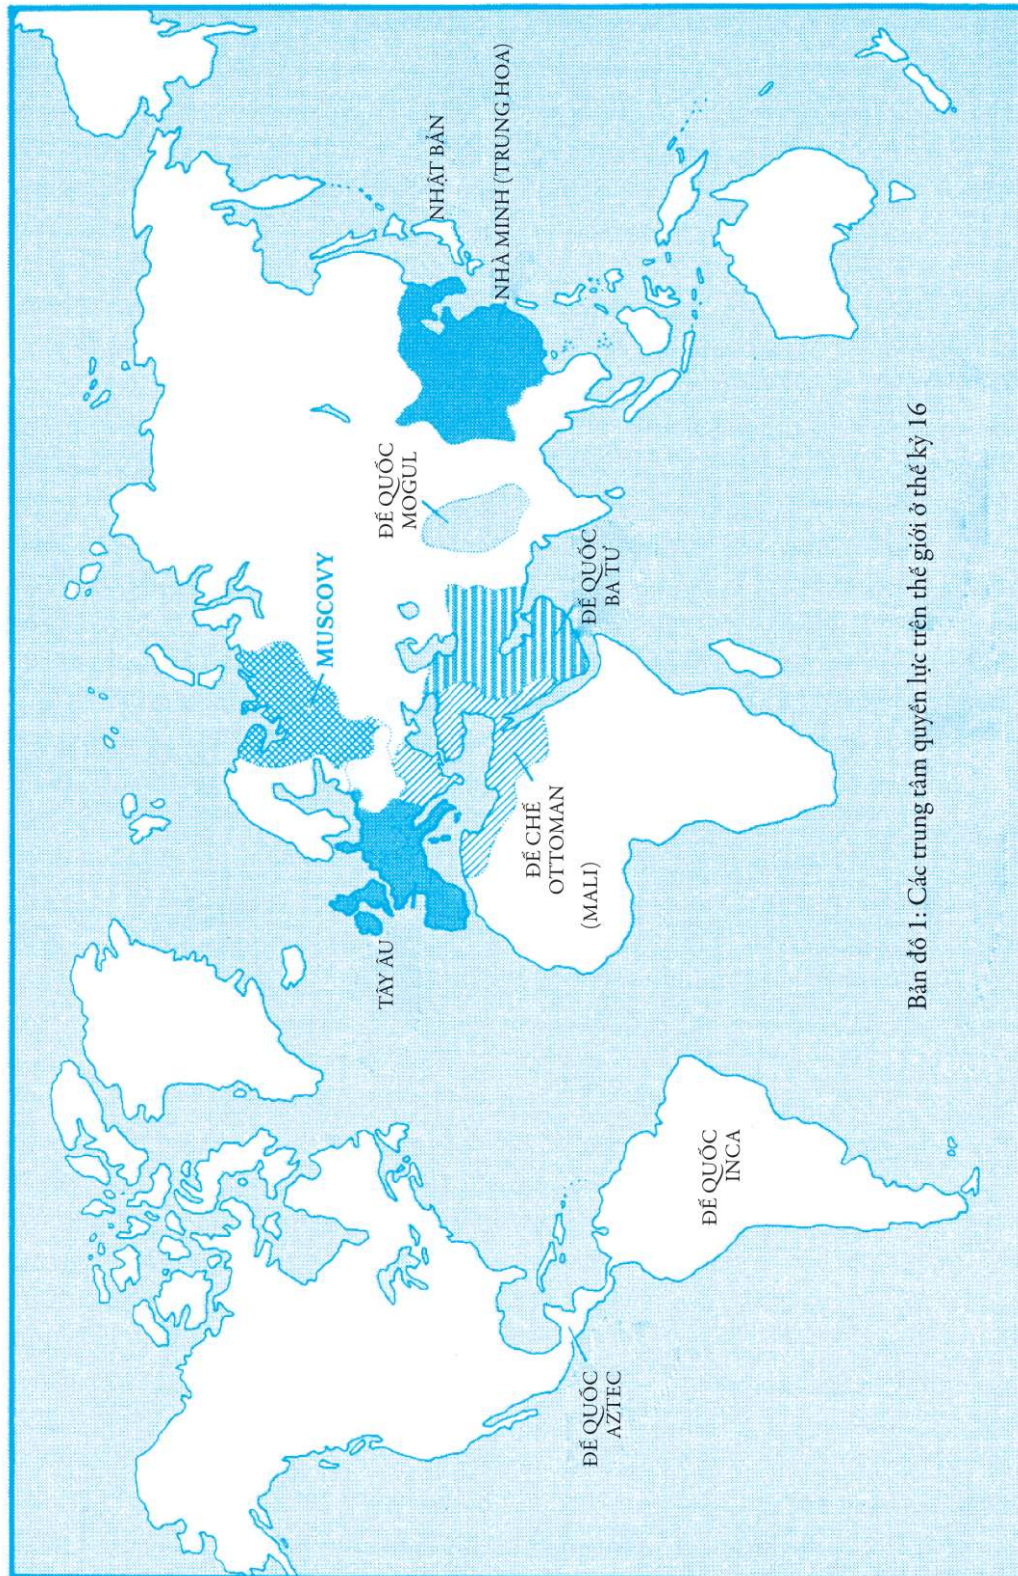 NHẬT BẢN
NHÀ MINH (TRUNG HOA)
ĐẾ QUỐC
MOGUL
MUSCOVY
ĐẾ QUỐC
BA TƯ
TÂY ÂU
ĐẾ CHẾ
OTTOMAN
(MALI)
ĐẾ QUỐC
AZTEC
ĐẾ QUỐC
INCA
Bản đồ 1: Các trung tâm quyền lực trên thế giới ở thế kỷ 16